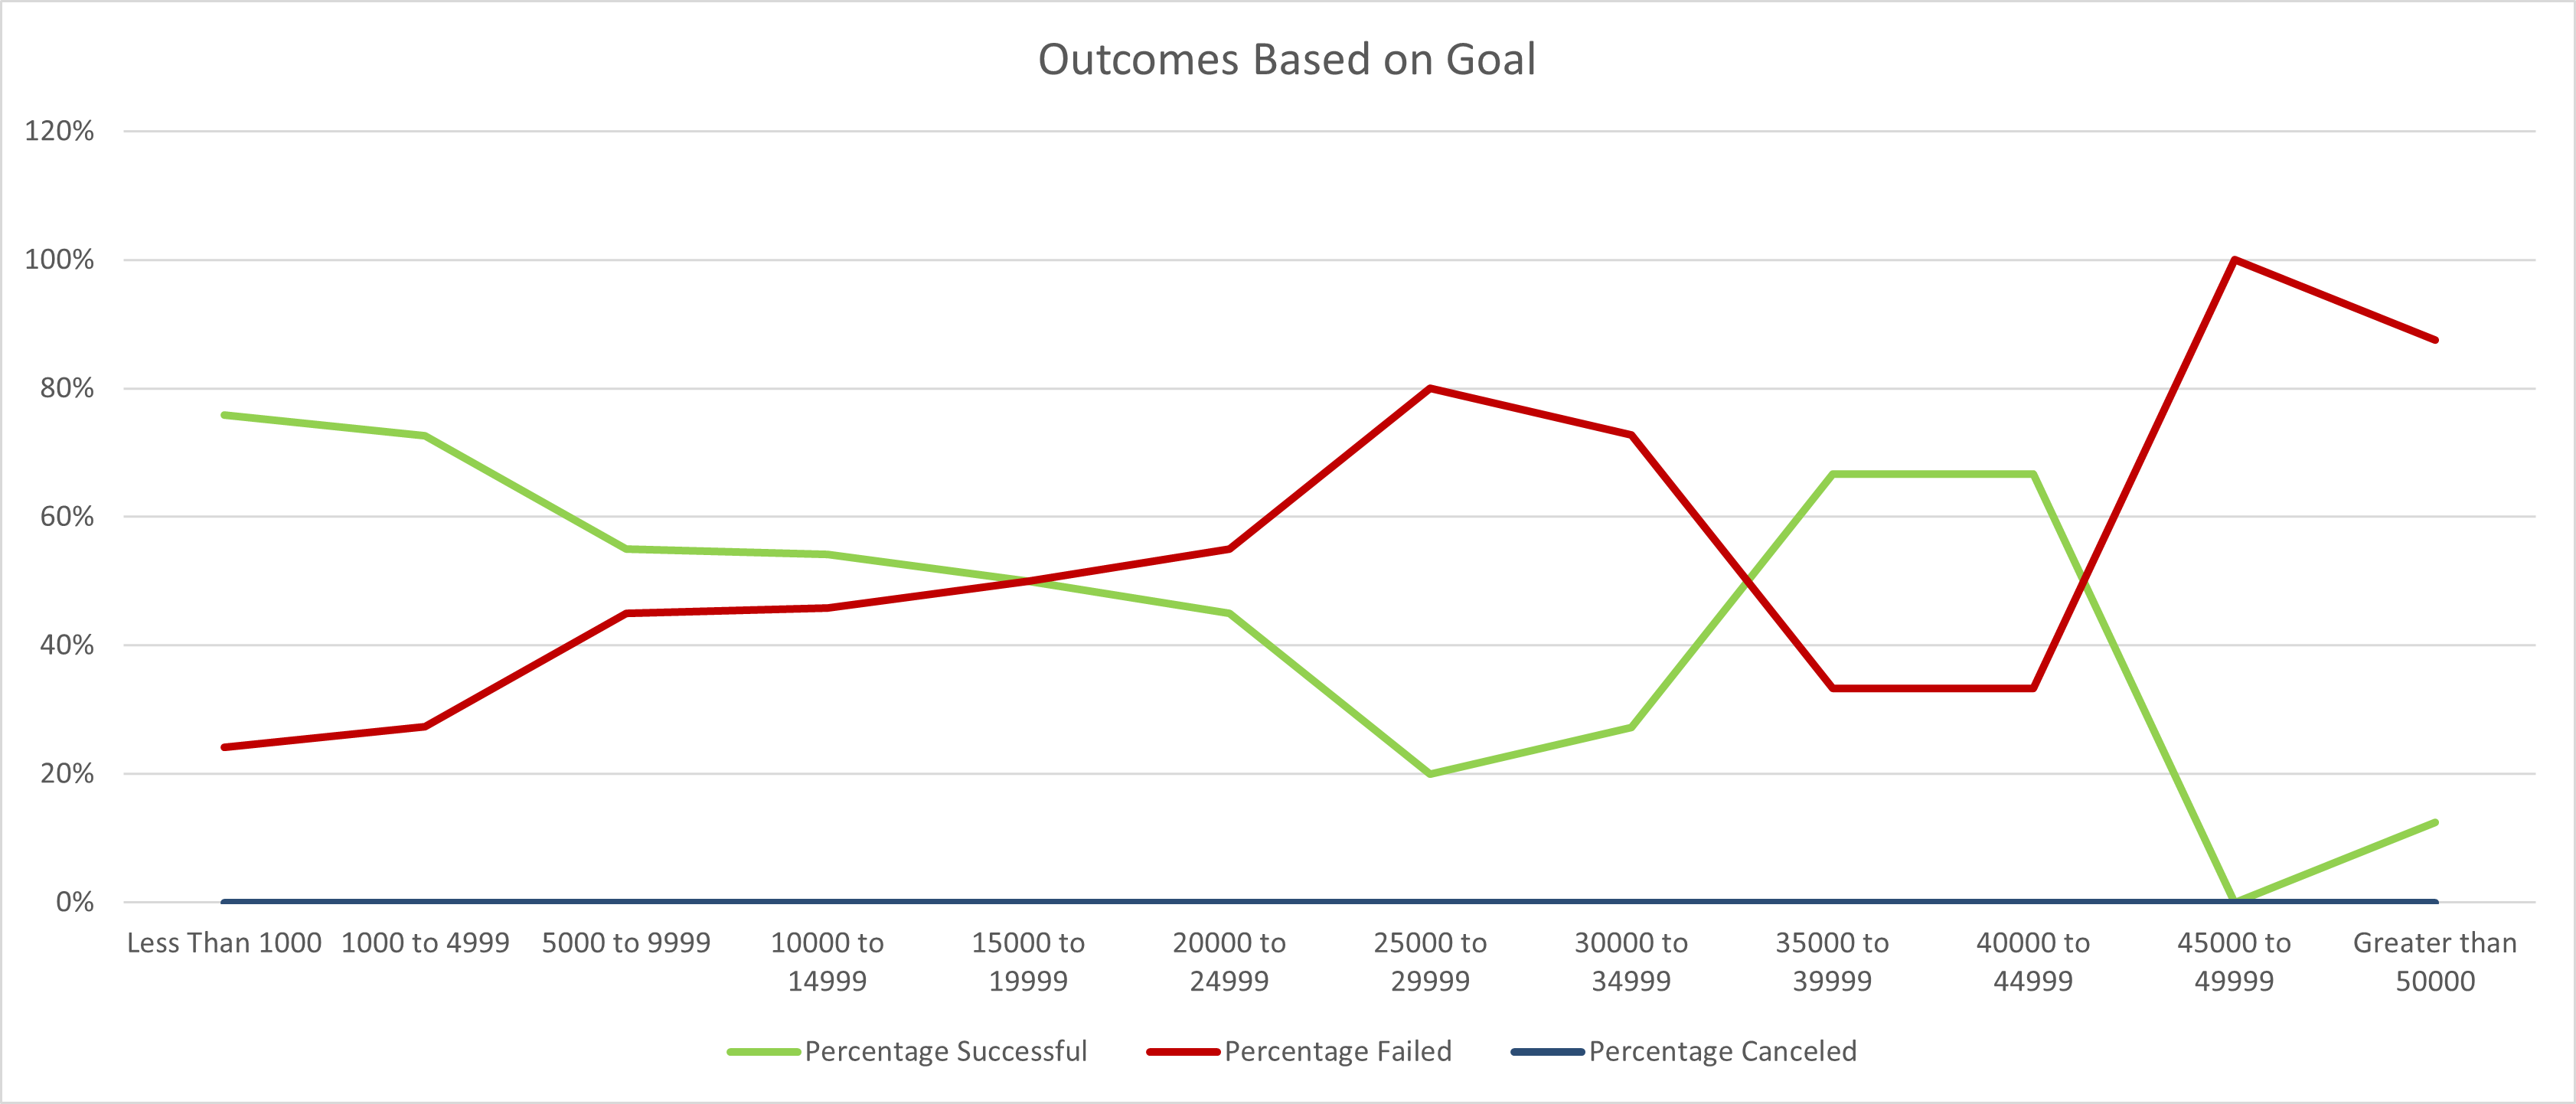 Outcomes Based on Goal
120%
100%
80%
60%
40%
20%
0%
Less Than 1000
1000 to 4999
5000 to 9999
10000 to
14999
15000 to
19999
20000 to
24999
25000 to
29999
30000 to
34999
35000 to
39999
40000 to
44999
45000 to
49999
Greater than
50000
Percentage Successful
Percentage Failed
Percentage Canceled